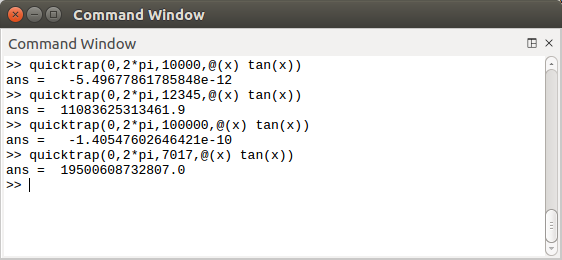 Command Window
Command Window
>> quicktrap(0,2*pi,10000,@(x) tan(x))
ans =   -5.49677861785848e-12
>> quicktrap(0,2*pi,12345,@(x) tan(x))
ans =  11083625313461.9
>> quicktrap(0,2*pi,100000,@(x) tan(x))
ans =   -1.40547602646421e-10
>> quicktrap(0,2*pi,7017,@(x) tan(x))
ans =  19500608732807.0
>>